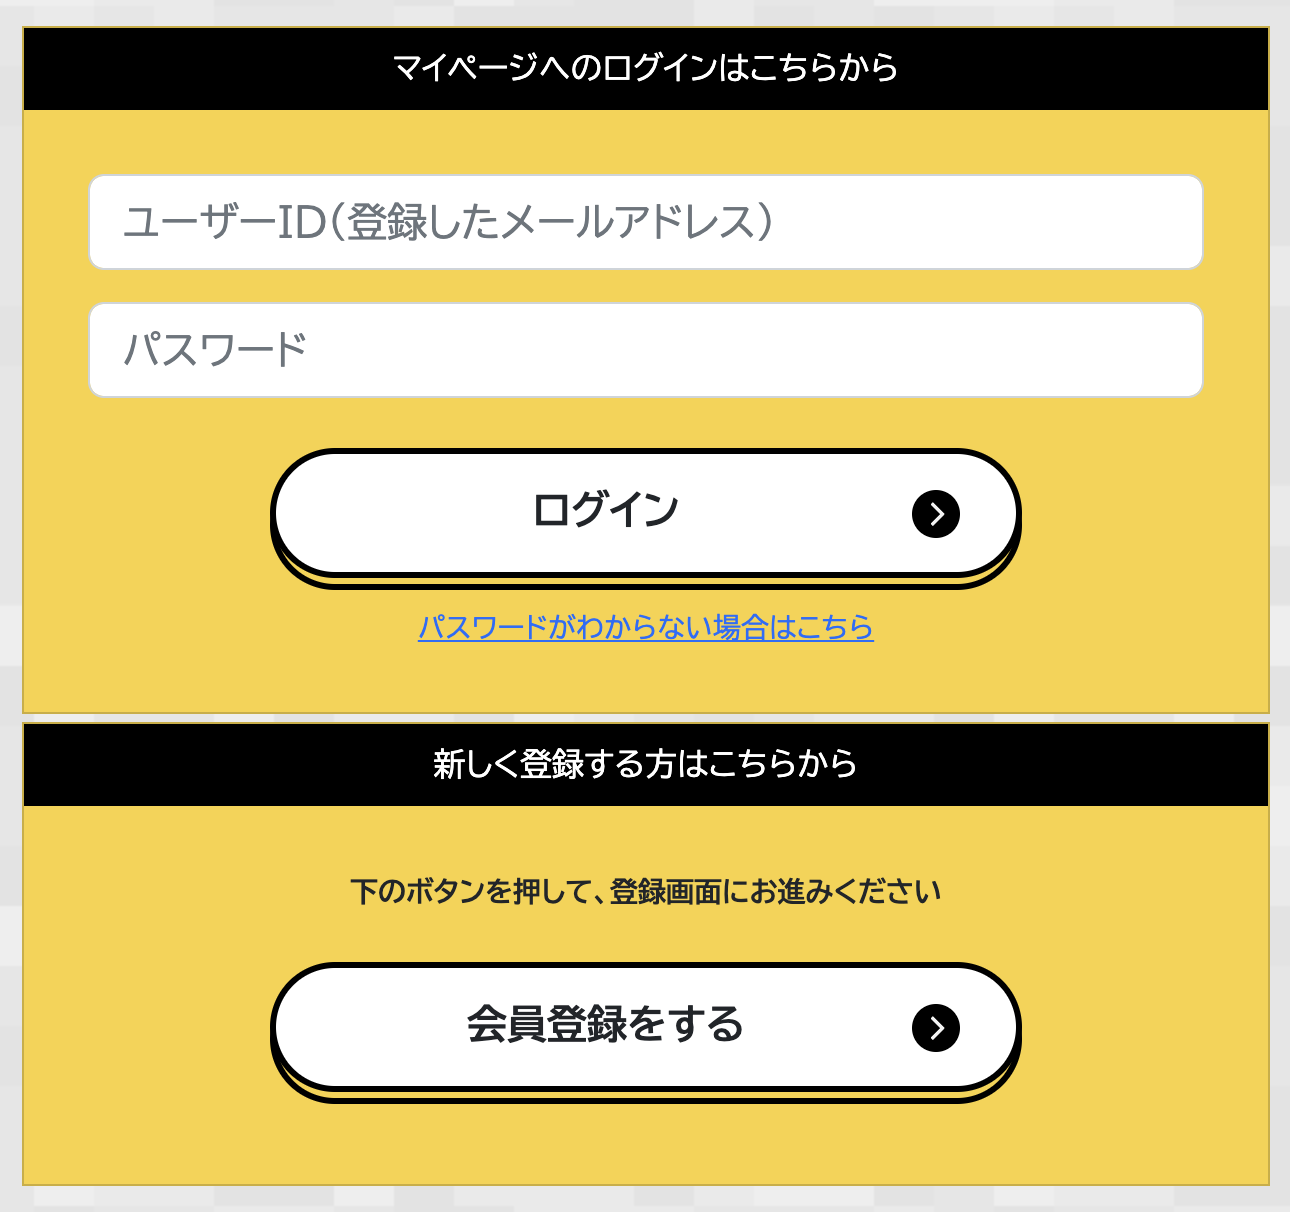 マイページへのログインはこちらから
ユーザーID(登録したメールアドレス)
パスワード
ログイン
パスワードがわからない場合はこちら
新しく登録する方はこちらから
下のボタンを押して、登録画面にお進みください
会員登録をする